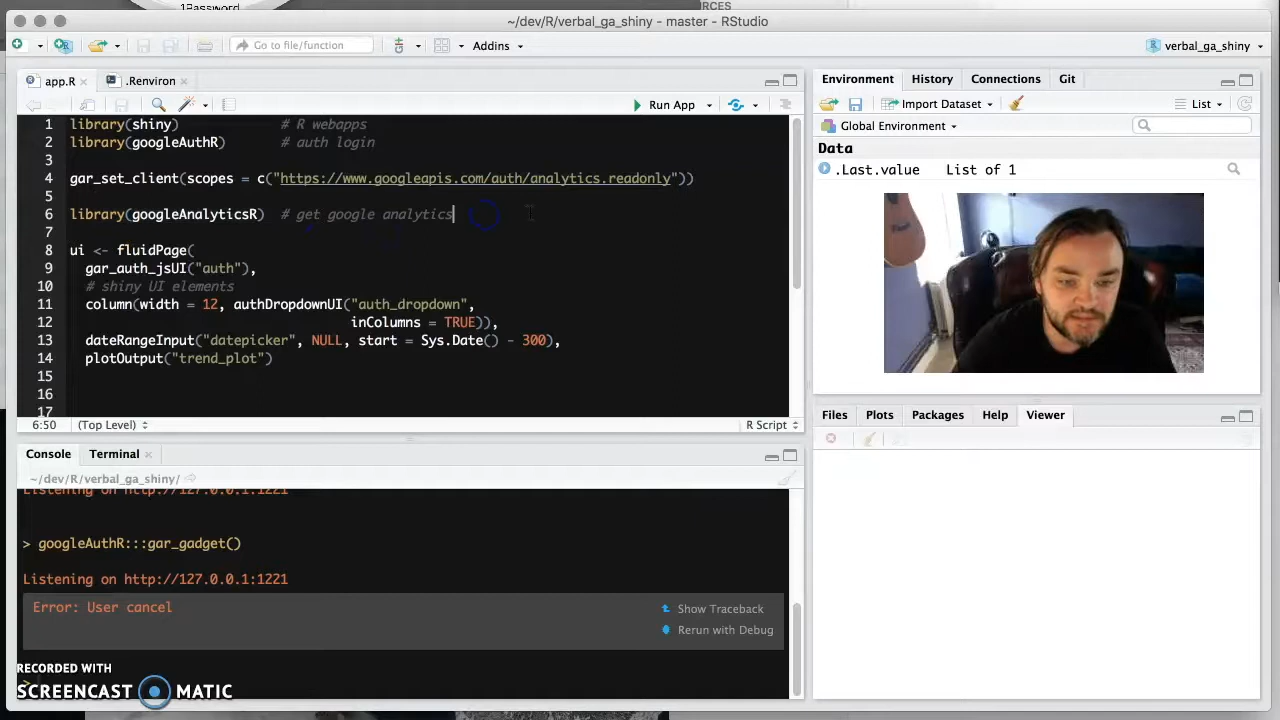 1Password
RCES
~/dev/R/verbal_ga_shiny - master - RStudio
Go to file/function
Addins
verbal_ga_shiny
app.R
.Renviron
Run App
1 library(shiny) # R webapps
2 library(googleAuthR) # auth login
3
4 gar_set_client(scopes = c("https://www.googleapis.com/auth/analytics.readonly"))
5
6 library(googleAnalyticsR) # get google analytics
7
8 ui <- fluidPage(
9 gar_auth_jsUI("auth"),
10 # shiny UI elements
11 column(width = 12, authDropdownUI("auth_dropdown",
12 inColumns = TRUE)),
13 dateRangeInput("datepicker", NULL, start = Sys.Date() - 300),
14 plotOutput("trend_plot")
15
16
17
6:50 (Top Level) R Script
Console Terminal
~/dev/R/verbal_ga_shiny/
Listening on http://127.0.0.1:1221
> googleAuthR:::gar_gadget()
Listening on http://127.0.0.1:1221
Error: User cancel
Show Traceback
Rerun with Debug
>
RECORDED WITH
SCREENCAST MATIC
Environment History Connections Git
Import Dataset List
Global Environment
Data
.Last.value List of 1
Files Plots Packages Help Viewer